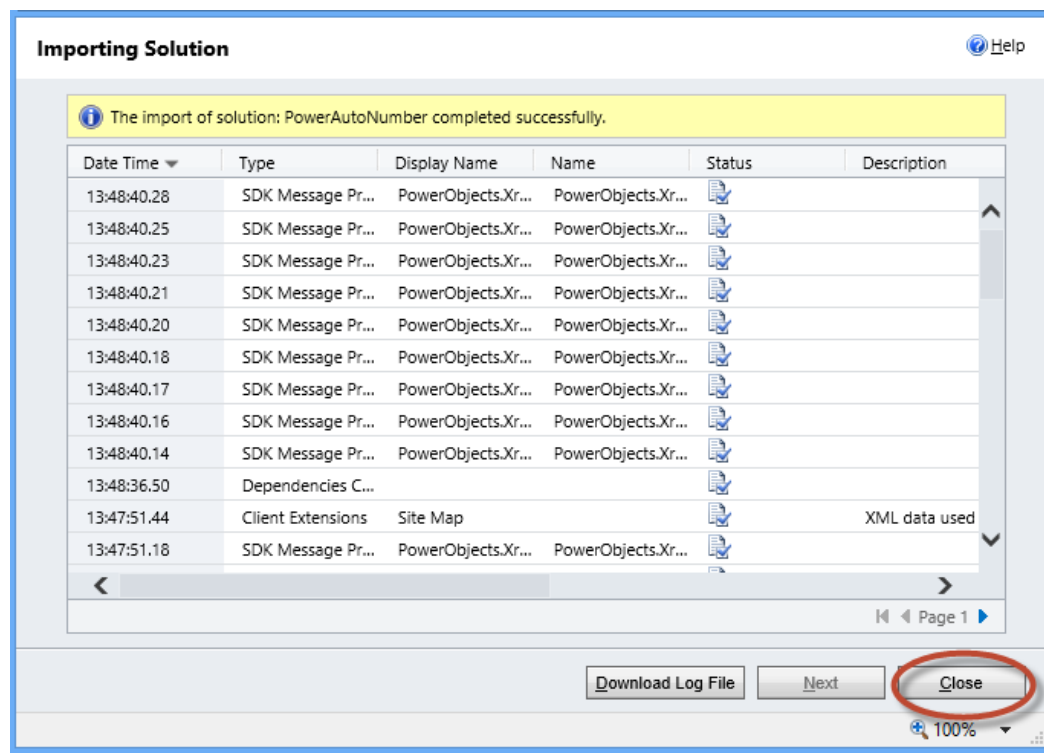 Importing Solution
Help
The import of solution: PowerAutoNumber completed successfully.
Date Time Type Display Name Name Status Description
13:48:40.28 SDK Message Pr... PowerObjects.Xr... PowerObjects.Xr...
13:48:40.25 SDK Message Pr... PowerObjects.Xr... PowerObjects.Xr...
13:48:40.23 SDK Message Pr... PowerObjects.Xr... PowerObjects.Xr...
13:48:40.21 SDK Message Pr... PowerObjects.Xr... PowerObjects.Xr...
13:48:40.20 SDK Message Pr... PowerObjects.Xr... PowerObjects.Xr...
13:48:40.18 SDK Message Pr... PowerObjects.Xr... PowerObjects.Xr...
13:48:40.17 SDK Message Pr... PowerObjects.Xr... PowerObjects.Xr...
13:48:40.16 SDK Message Pr... PowerObjects.Xr... PowerObjects.Xr...
13:48:40.14 SDK Message Pr... PowerObjects.Xr... PowerObjects.Xr...
13:48:36.50 Dependencies C...
13:47:51.44 Client Extensions Site Map XML data used
13:47:51.18 SDK Message Pr... PowerObjects.Xr... PowerObjects.Xr...
Page 1
Download Log File Next Close
100%